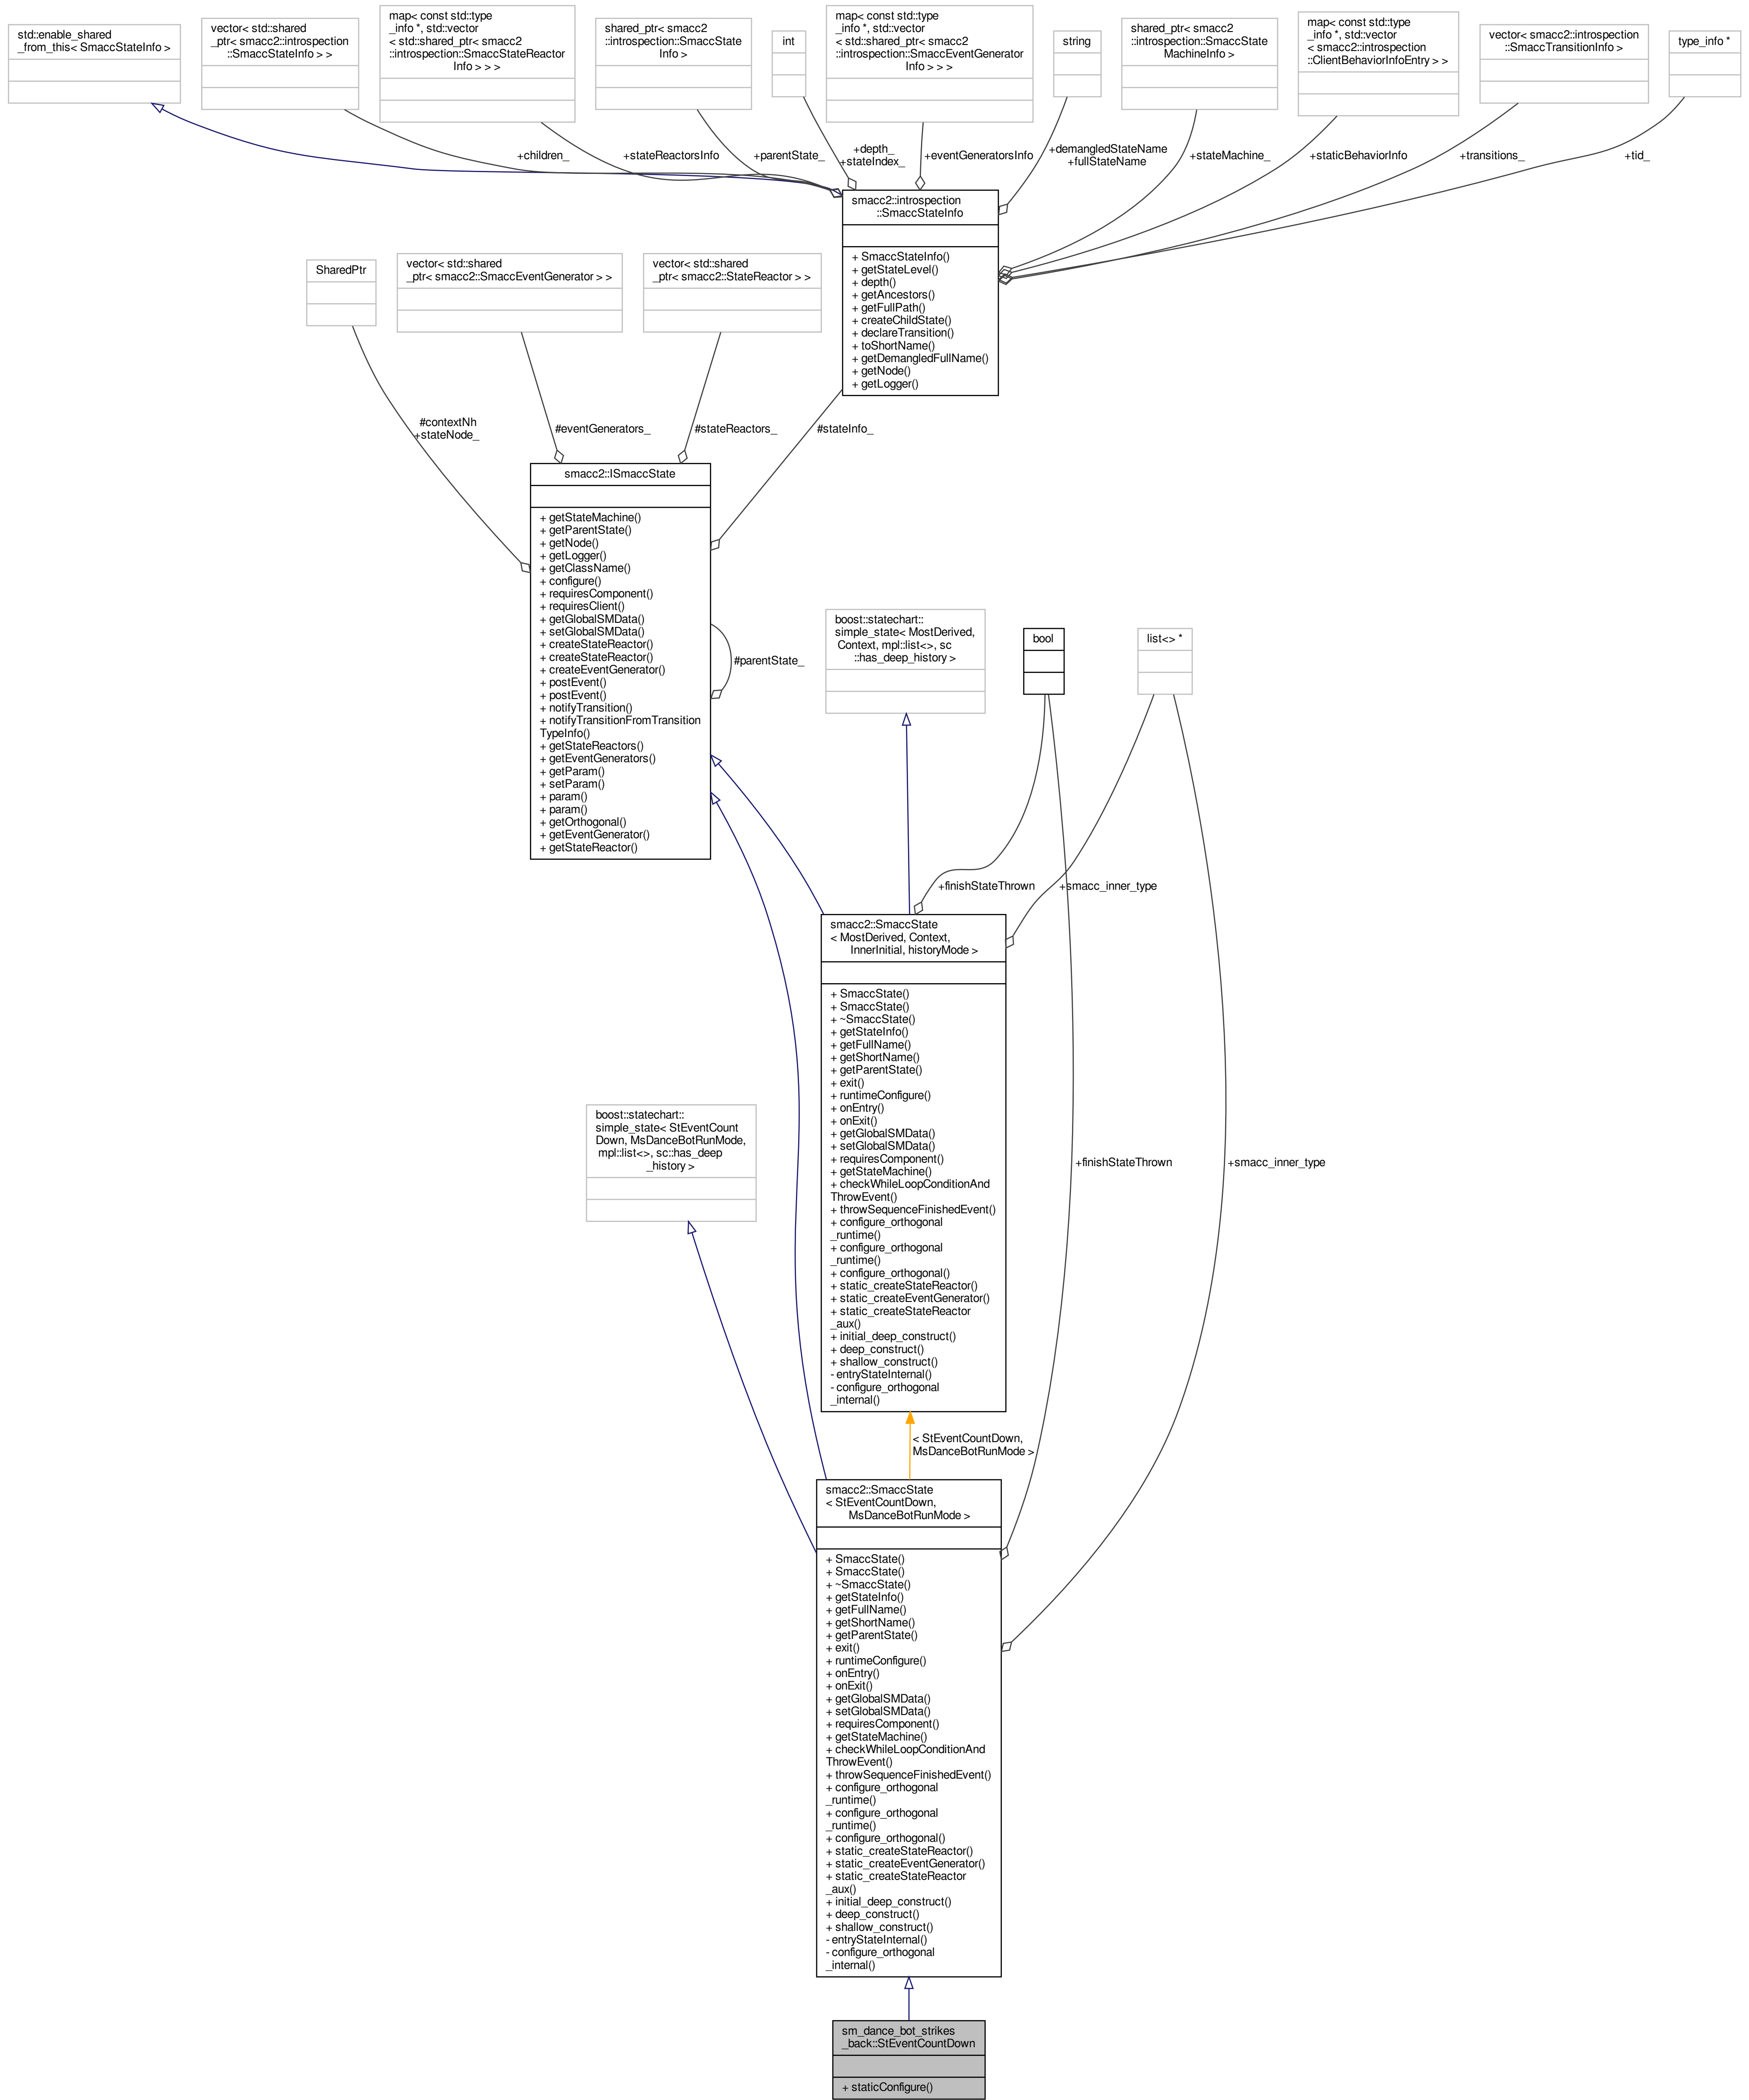 std::enable_shared
_from_this< SmaccStateInfo >
vector< std::shared
_ptr< smacc2::introspection
::SmaccStateInfo > >
map< const std::type
_info *, std::vector
< std::shared_ptr< smacc2
::introspection::SmaccStateReactor
Info > > >
shared_ptr< smacc2
::introspection::SmaccState
Info >
int
map< const std::type
_info *, std::vector
< std::shared_ptr< smacc2
::introspection::SmaccEventGenerator
Info > > >
string
shared_ptr< smacc2
::introspection::SmaccState
MachineInfo >
map< const std::type
_info *, std::vector
< smacc2::introspection
::ClientBehaviorInfoEntry > >
vector< smacc2::introspection
::SmaccTransitionInfo >
type_info *
+children_
+stateReactorsInfo
+parentState_
+depth_
+stateIndex_
+eventGeneratorsInfo
+demangledStateName
+fullStateName
+stateMachine_
+staticBehaviorInfo
+transitions_
+tid_
smacc2::introspection
::SmaccStateInfo
+ SmaccStateInfo()
+ getStateLevel()
+ depth()
+ getAncestors()
+ getFullPath()
+ createChildState()
+ declareTransition()
+ toShortName()
+ getDemangledFullName()
+ getNode()
+ getLogger()
SharedPtr
vector< std::shared
_ptr< smacc2::SmaccEventGenerator > >
vector< std::shared
_ptr< smacc2::StateReactor > >
#contextNh
+stateNode_
#eventGenerators_
#stateReactors_
#stateInfo_
smacc2::ISmaccState
+ getStateMachine()
+ getParentState()
+ getNode()
+ getLogger()
+ getClassName()
+ configure()
+ requiresComponent()
+ requiresClient()
+ getGlobalSMData()
+ setGlobalSMData()
+ createStateReactor()
+ createStateReactor()
+ createEventGenerator()
+ postEvent()
+ postEvent()
+ notifyTransition()
+ notifyTransitionFromTransition
TypeInfo()
+ getStateReactors()
+ getEventGenerators()
+ getParam()
+ setParam()
+ param()
+ param()
+ getOrthogonal()
+ getEventGenerator()
+ getStateReactor()
#parentState_
boost::statechart::
simple_state< MostDerived,
Context, mpl::list<>, sc
::has_deep_history >
bool
list<> *
+finishStateThrown
+smacc_inner_type
smacc2::SmaccState
< MostDerived, Context,
InnerInitial, historyMode >
+ SmaccState()
+ SmaccState()
+ ~SmaccState()
+ getStateInfo()
+ getFullName()
+ getShortName()
+ getParentState()
+ exit()
+ runtimeConfigure()
+ onEntry()
+ onExit()
+ getGlobalSMData()
+ setGlobalSMData()
+ requiresComponent()
+ getStateMachine()
+ checkWhileLoopConditionAnd
ThrowEvent()
+ throwSequenceFinishedEvent()
+ configure_orthogonal
_runtime()
+ configure_orthogonal
_runtime()
+ configure_orthogonal()
+ static_createStateReactor()
+ static_createEventGenerator()
+ static_createStateReactor
_aux()
+ initial_deep_construct()
+ deep_construct()
+ shallow_construct()
- entryStateInternal()
- configure_orthogonal
_internal()
boost::statechart::
simple_state< StEventCount
Down, MsDanceBotRunMode,
mpl::list<>, sc::has_deep
_history >
+finishStateThrown
+smacc_inner_type
< StEventCountDown,
MsDanceBotRunMode >
smacc2::SmaccState
< StEventCountDown,
MsDanceBotRunMode >
+ SmaccState()
+ SmaccState()
+ ~SmaccState()
+ getStateInfo()
+ getFullName()
+ getShortName()
+ getParentState()
+ exit()
+ runtimeConfigure()
+ onEntry()
+ onExit()
+ getGlobalSMData()
+ setGlobalSMData()
+ requiresComponent()
+ getStateMachine()
+ checkWhileLoopConditionAnd
ThrowEvent()
+ throwSequenceFinishedEvent()
+ configure_orthogonal
_runtime()
+ configure_orthogonal
_runtime()
+ configure_orthogonal()
+ static_createStateReactor()
+ static_createEventGenerator()
+ static_createStateReactor
_aux()
+ initial_deep_construct()
+ deep_construct()
+ shallow_construct()
- entryStateInternal()
- configure_orthogonal
_internal()
sm_dance_bot_strikes
_back::StEventCountDown
+ staticConfigure()